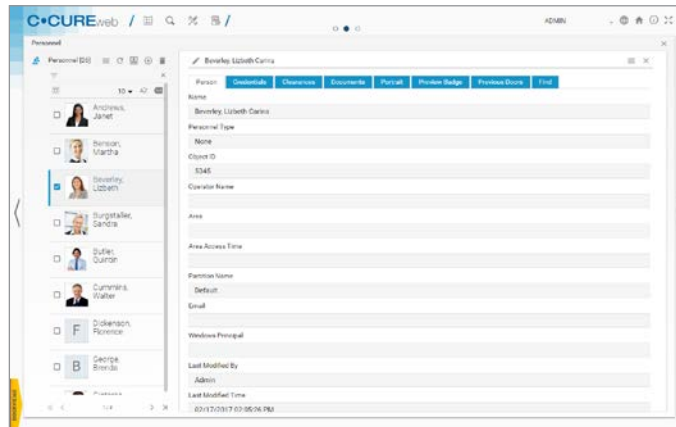 C•CUREweb
ADMIN
Personnel
Personnel (20)
Beverley, Lizbeth Carina
Person Credentials Clearances Documents Portrait Preview Badge Previous Doors Find
10
Name
Beverley, Lizbeth Carina
Andrews,
Janet
Personnel Type
None
Benson,
Martha
Object ID
5345
Beverley,
Lizbeth
Operator Name
Burgstaller,
Sandra
Area
Area Access Time
Butler,
Quintin
Partition Name
Default
Cummins,
Walter
Email
F
Dickenson,
Florence
Windows Principal
B
George,
Brenda
Last Modified By
Admin
Last Modified Time
02/17/2017 02:05:26 PM